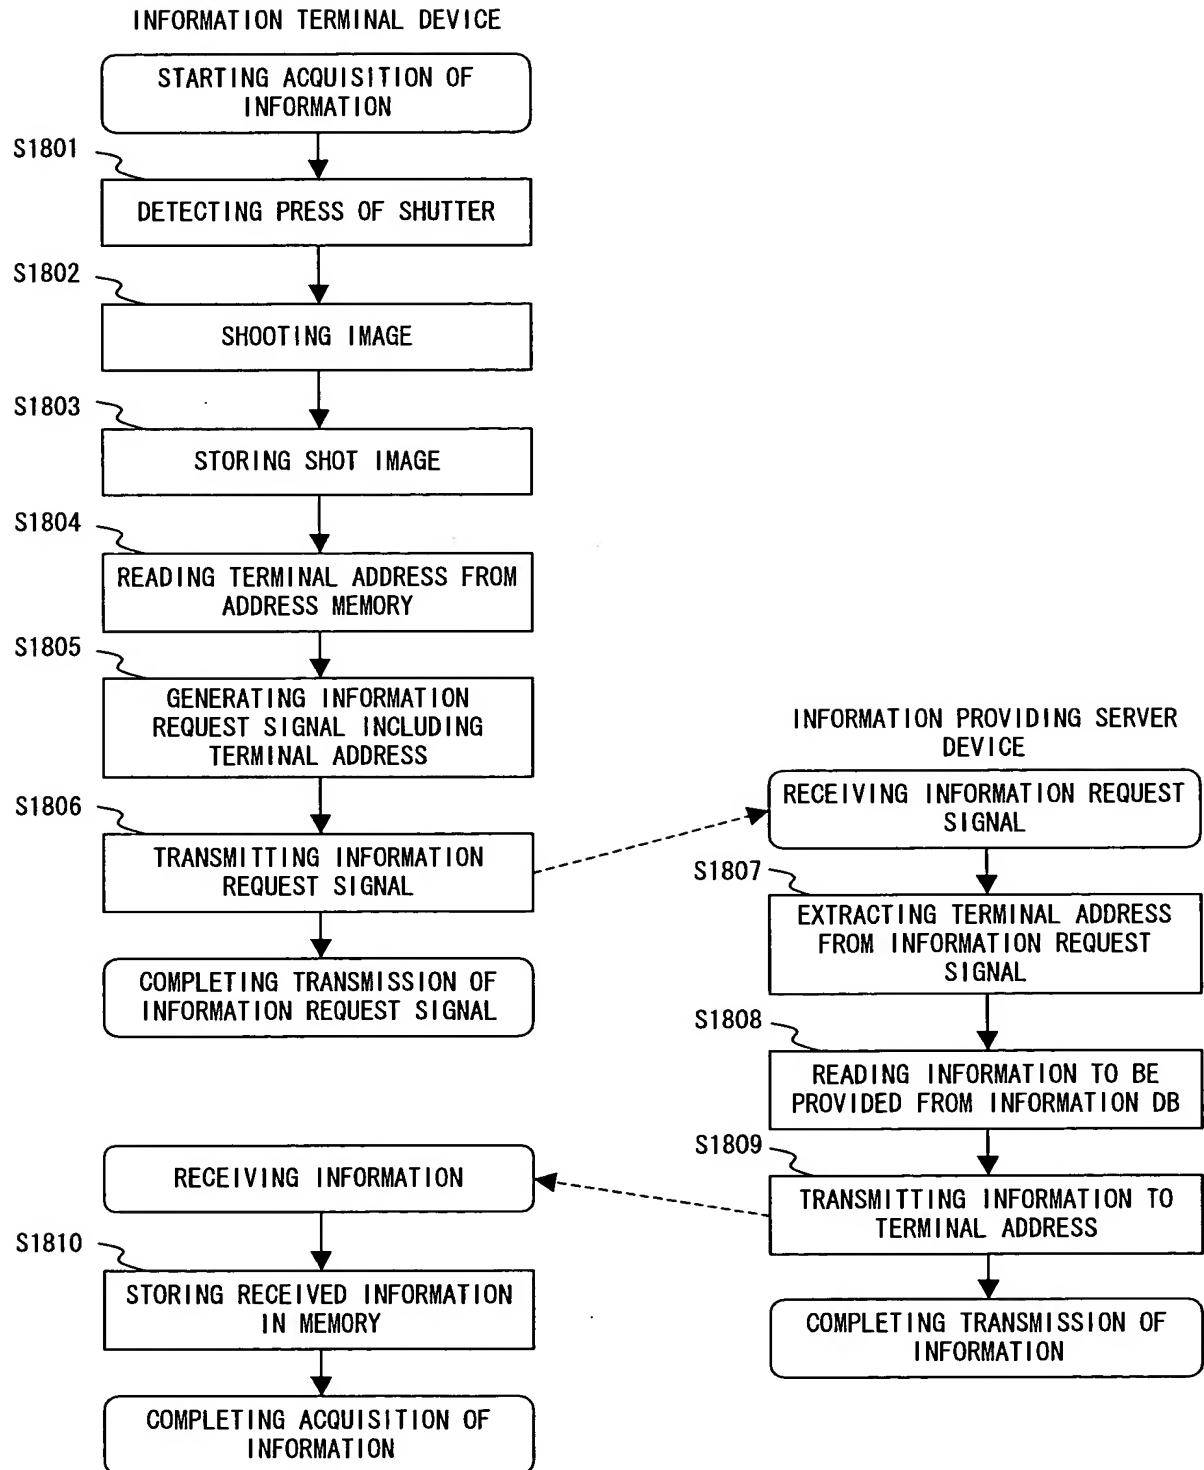 INFORMATION TERMINAL DEVICE
STARTING ACQUISITION OF
INFORMATION
S1801
DETECTING PRESS OF SHUTTER
S1802
SHOOTING IMAGE
S1803
STORING SHOT IMAGE
S1804
READING TERMINAL ADDRESS FROM
ADDRESS MEMORY
S1805
GENERATING INFORMATION
REQUEST SIGNAL INCLUDING
TERMINAL ADDRESS
S1806
TRANSMITTING INFORMATION
REQUEST SIGNAL
COMPLETING TRANSMISSION OF
INFORMATION REQUEST SIGNAL
INFORMATION PROVIDING SERVER
DEVICE
RECEIVING INFORMATION REQUEST
SIGNAL
S1807
EXTRACTING TERMINAL ADDRESS
FROM INFORMATION REQUEST
SIGNAL
S1808
READING INFORMATION TO BE
PROVIDED FROM INFORMATION DB
S1809
TRANSMITTING INFORMATION TO
TERMINAL ADDRESS
COMPLETING TRANSMISSION OF
INFORMATION
RECEIVING INFORMATION
S1810
STORING RECEIVED INFORMATION
IN MEMORY
COMPLETING ACQUISITION OF
INFORMATION